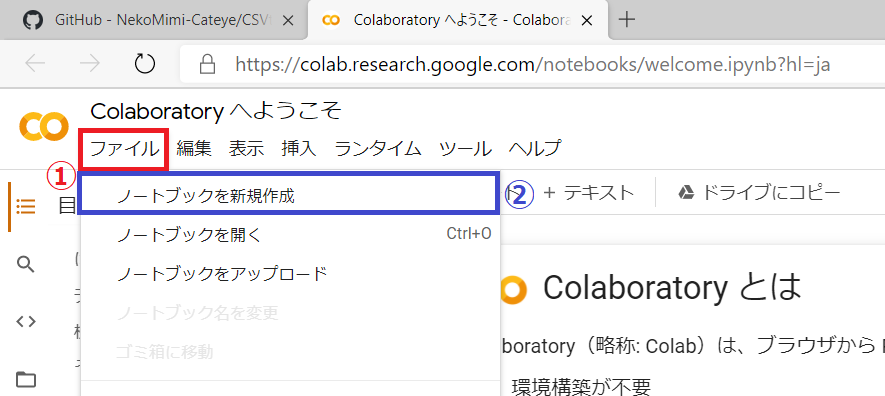 GitHub - NekoMimi-Cateye/CSV
Colaboratory へようこそ - Colabora
https://colab.research.google.com/notebooks/welcome.ipynb?hl=ja
Colaboratory へようこそ
ファイル 編集 表示 挿入 ランタイム ツール ヘルプ
① ②
目
+ テキスト ドライブにコピー
ノートブックを新規作成
ノートブックを開く Ctrl+O
ノートブックをアップロード
ノートブック名を変更
ゴミ箱に移動
Colaboratory とは
boratory（略称: Colab）は、ブラウザから
環境構築が不要